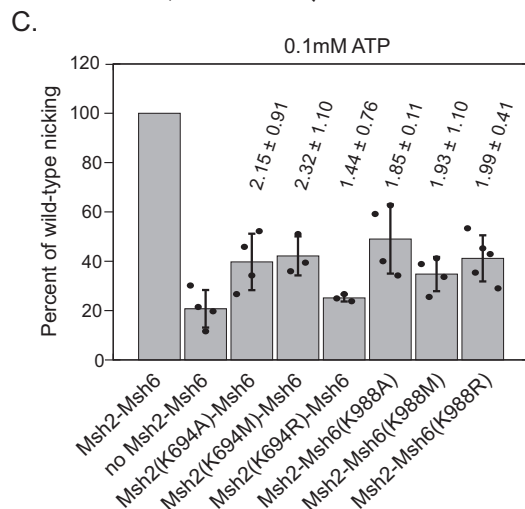 C.
0.1mM ATP
Percent of wild-type nicking
120
100
80
60
40
20
0
2.15 ± 0.91
2.32 ± 1.10
1.44 ± 0.76
1.85 ± 0.11
1.93 ± 1.10
1.99 ± 0.41
Msh2-Msh6
no Msh2-Msh6
Msh2(K694A)-Msh6
Msh2(K694M)-Msh6
Msh2(K694R)-Msh6
Msh2-Msh6(K988A)
Msh2-Msh6(K988M)
Msh2-Msh6(K988R)